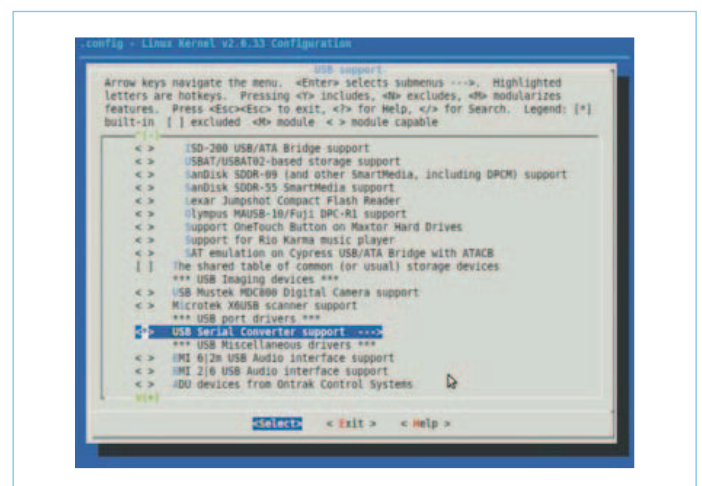 .config - Linux Kernel v2.6.33 Configuration
USB support
Arrow keys navigate the menu. <Enter> selects submenus --->. Highlighted
letters are hotkeys. Pressing <Y> includes, <N> excludes, <M> modularizes
features. Press <Esc><Esc> to exit, <?> for Help, </> for Search. Legend: [*]
built-in [ ] excluded <M> module < > module capable
^(-)
< > ISD-200 USB/ATA Bridge support
< > USBAT/USBAT02-based storage support
< > SanDisk SDDR-09 (and other SmartMedia, including DPCM) support
< > SanDisk SDDR-55 SmartMedia support
< > Lexar Jumpshot Compact Flash Reader
< > Olympus MAUSB-10/Fuji DPC-R1 support
< > Support OneTouch Button on Maxtor Hard Drives
< > Support for Rio Karma music player
< > SAT emulation on Cypress USB/ATA Bridge with ATACB
[ ] The shared table of common (or usual) storage devices
*** USB Imaging devices ***
< > USB Mustek MDC800 Digital Camera support
< > Microtek X6USB scanner support
*** USB port drivers ***
<*> USB Serial Converter support --->
*** USB Miscellaneous drivers ***
< > EMI 6|2m USB Audio interface support
< > EMI 2|6 USB Audio interface support
< > ADU devices from Ontrak Control Systems
v(+)
<Select> < Exit > < Help >